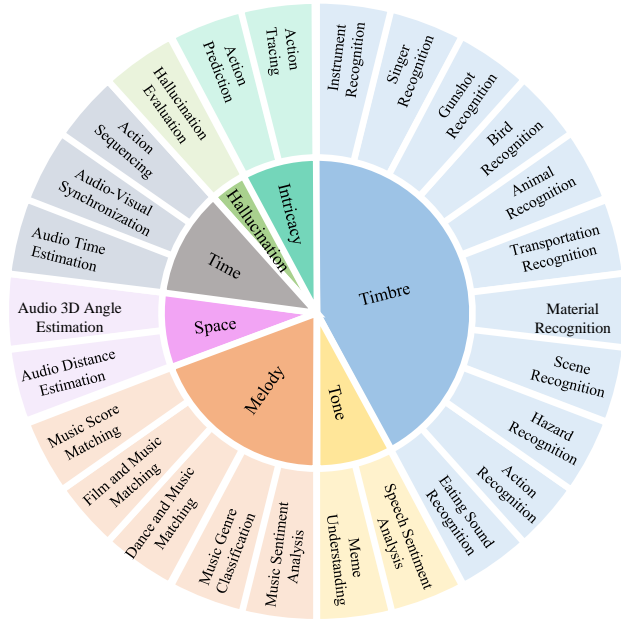 Instrument
Recognition
Singer
Recognition
Gunshot
Recognition
Bird
Recognition
Animal
Recognition
Transportation
Recognition
Material
Recognition
Scene
Recognition
Hazard
Recognition
Action
Recognition
Eating Sound
Recognition
Speech Sentiment
Analysis
Meme
Understanding
Music Sentiment
Analysis
Music Genre
Classification
Dance and Music
Matching
Film and Music
Matching
Music Score
Matching
Audio Distance
Estimation
Audio 3D Angle
Estimation
Audio Time
Estimation
Audio-Visual
Synchronization
Action
Sequencing
Hallucination
Evaluation
Action
Prediction
Action
Tracing
Timbre
Tone
Melody
Space
Time
Hallucination
Intricacy